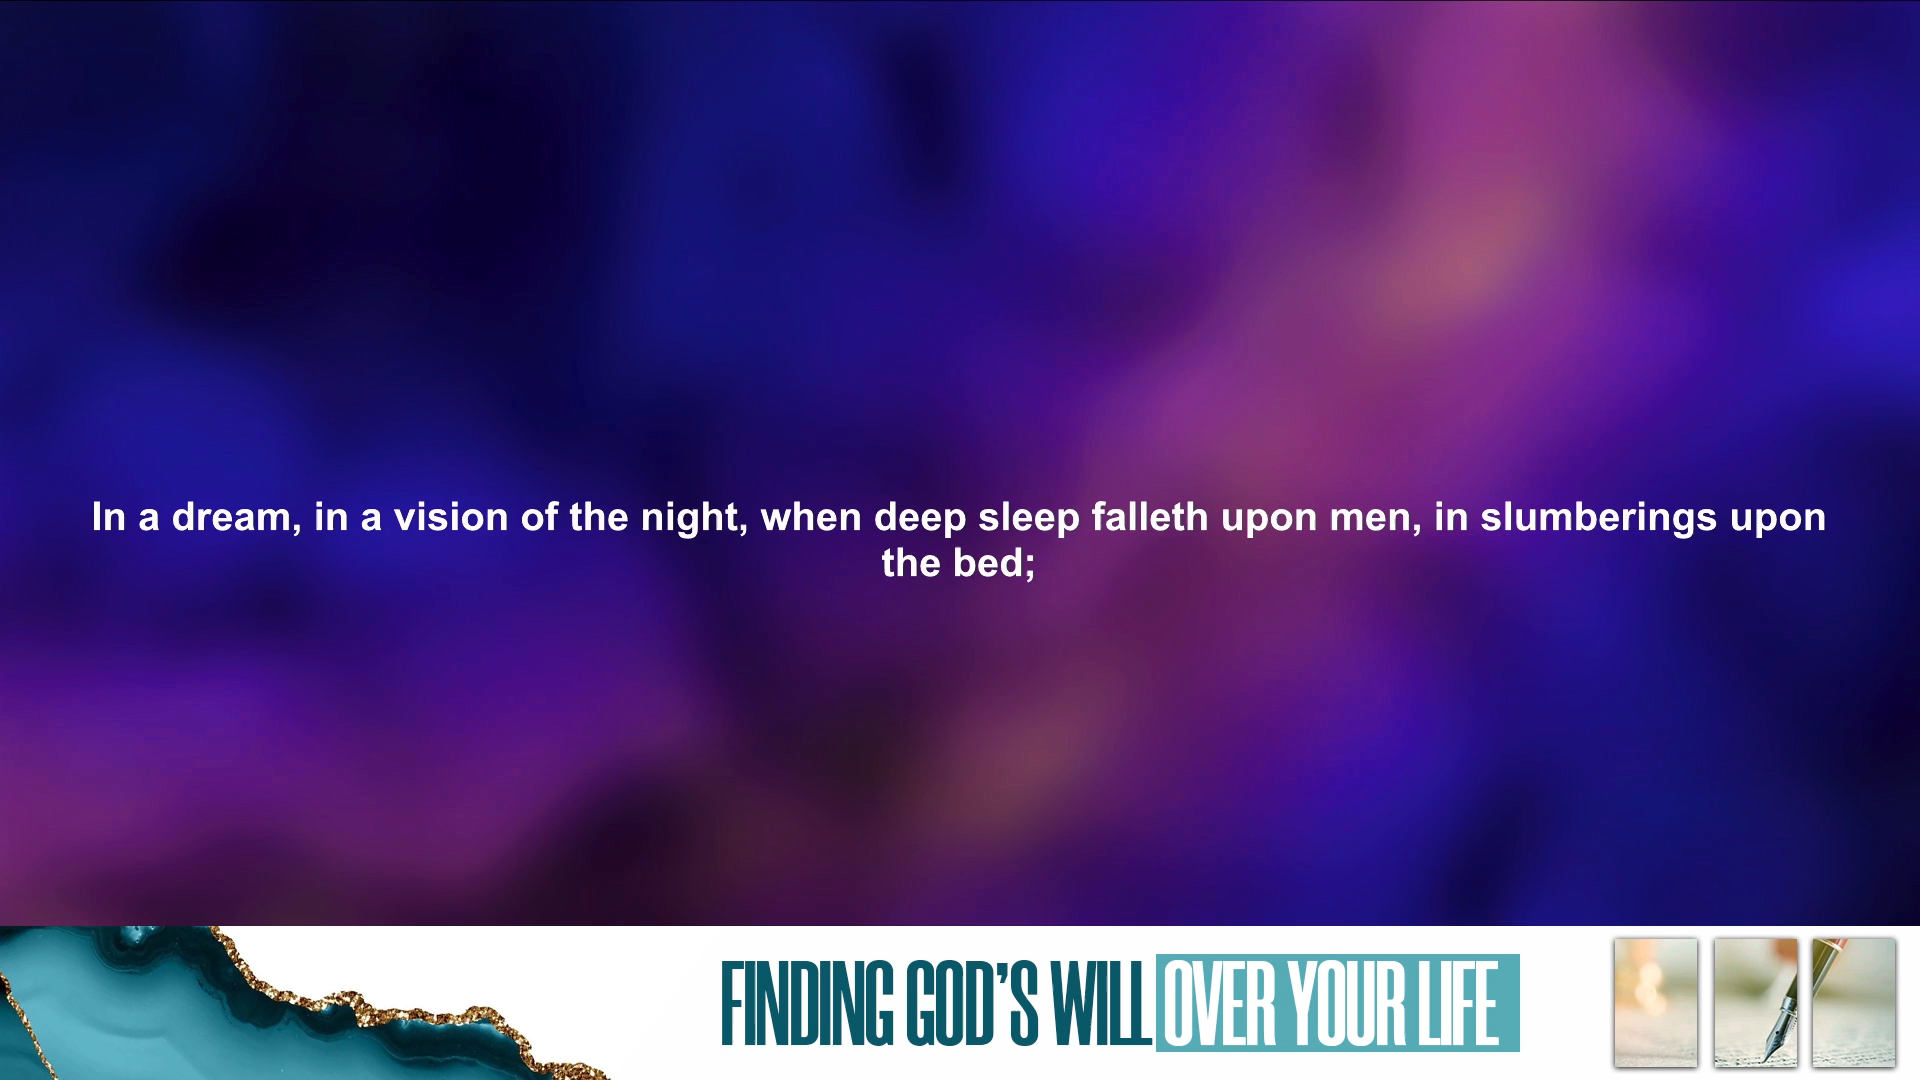 In a dream, in a vision of the night, when deep sleep falleth upon men, in slumberings upon
the bed;
FINDING GOD'S WILL OVER YOUR LIFE